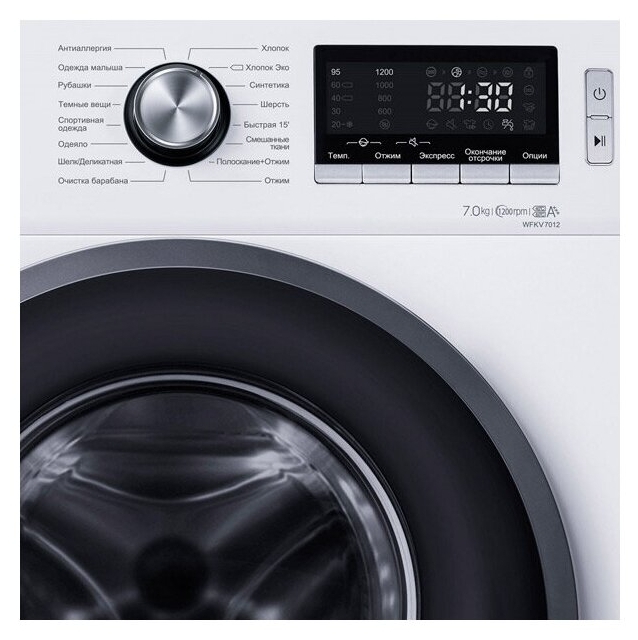 Антиаллергия
Хлопок
Одежда малыша
Хлопок Эко
Рубашки
Синтетика
Темные вещи
Шерсть
Спортивная
одежда
Быстрая 15'
Одеяло
Смешанные
ткани
Шелк/Деликатная
Полоскание+Отжим
Очистка барабана
Отжим
95 1200
60 1000
40 800
30 600
20
1:30
Темп.
Отжим
Экспресс
Окончание
отсрочки
Опции
7.0kg 1200rpm A
WFKV7012